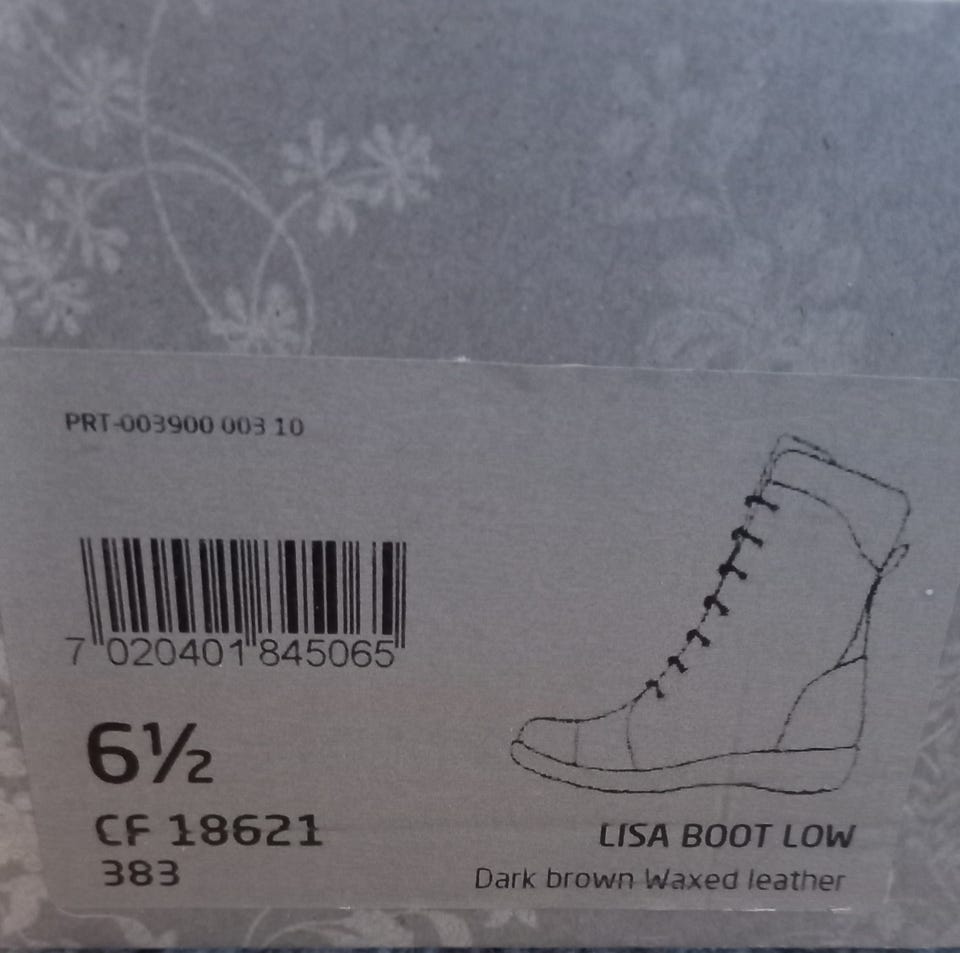 PRT-003900 003 10
7 020401 845065
6½
CF 18621
383
LISA BOOT LOW
Dark brown Waxed leather